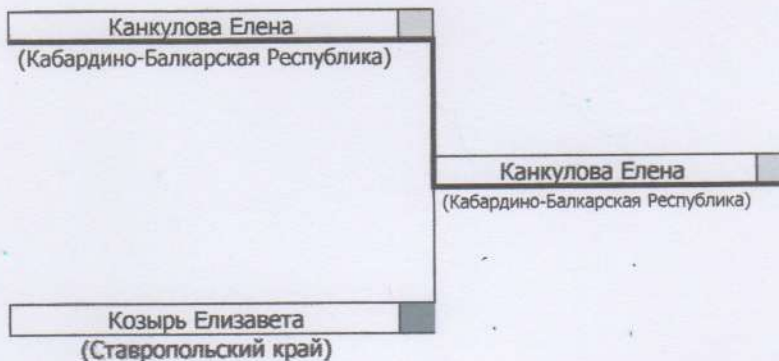 Канкулова Елена
(Кабардино-Балкарская Республика)
Канкулова Елена
(Кабардино-Балкарская Республика)
Козырь Елизавета
(Ставропольский край)